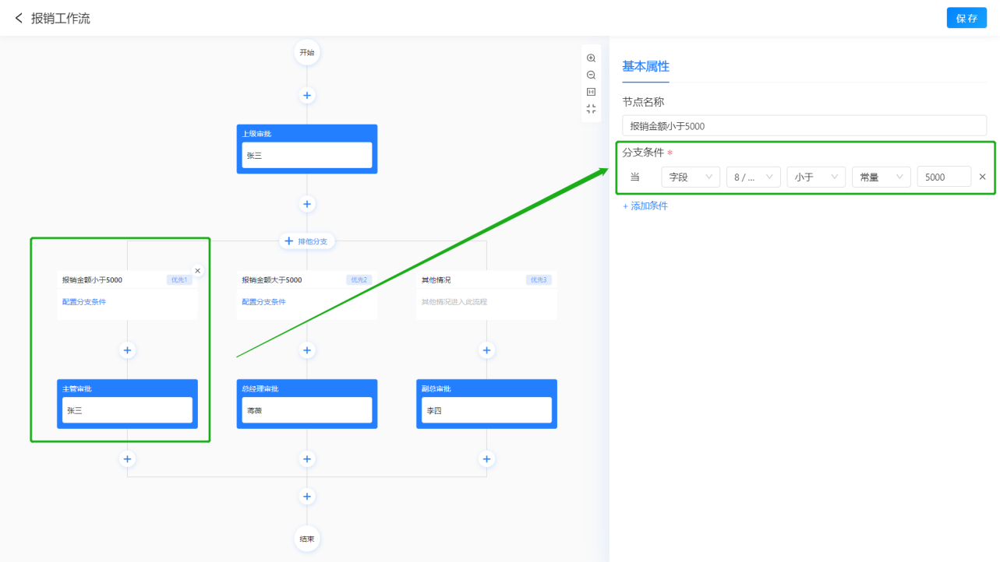 报销工作流
保存
开始
上级审批
张三
排他分支
报销金额小于5000 优先1
配置分支条件
报销金额大于5000 优先2
配置分支条件
其他情况 优先3
其他情况进入此流程
主管审批
张三
总经理审批
蒋薇
副总审批
李四
结束
基本属性
节点名称
报销金额小于5000
分支条件 *
当 字段 8 / ... 小于 常量 5000
+ 添加条件